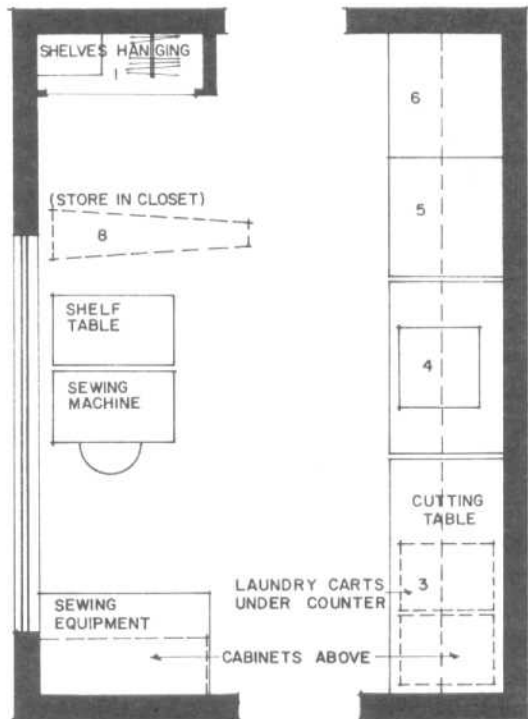 SHELVES HANGING
1
6
(STORE IN CLOSET)
8
5
SHELF
TABLE
4
SEWING
MACHINE
CUTTING
TABLE
LAUNDRY CARTS
UNDER COUNTER
3
SEWING
EQUIPMENT
CABINETS ABOVE